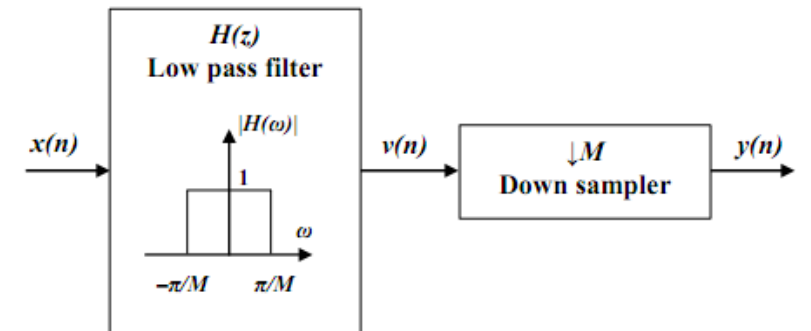 H(z)
Low pass filter
|H(ω)|
x(n)
v(n)
↓M
y(n)
1
Down sampler
ω
−π/M
π/M